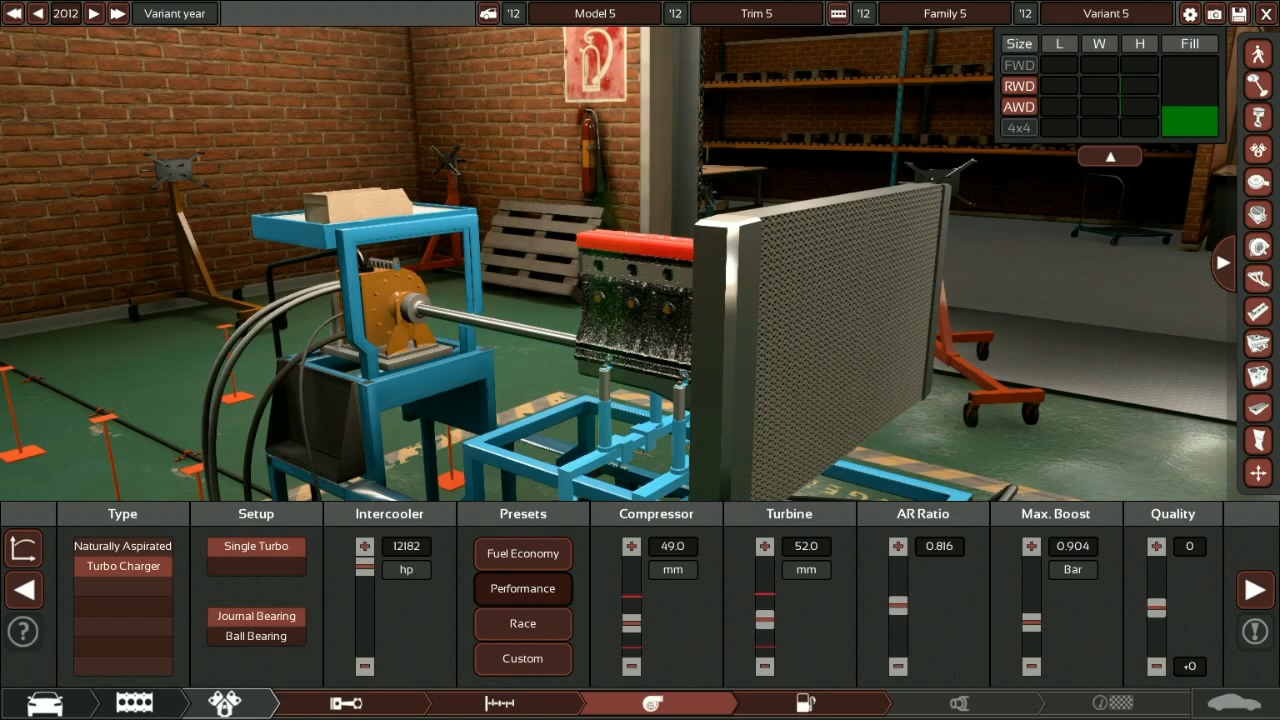 2012 Variant year '12 Model 5 '12 Trim 5 '12 Family 5 '12 Variant 5
Size L W H Fill
FWD
RWD
AWD
4x4
Type Setup Intercooler Presets Compressor Turbine AR Ratio Max. Boost Quality
Naturally Aspirated
Turbo Charger
Single Turbo
Journal Bearing
Ball Bearing
12182
hp
Fuel Economy
Performance
Race
Custom
49.0
mm
52.0
mm
0.816
0.904
Bar
0
+0